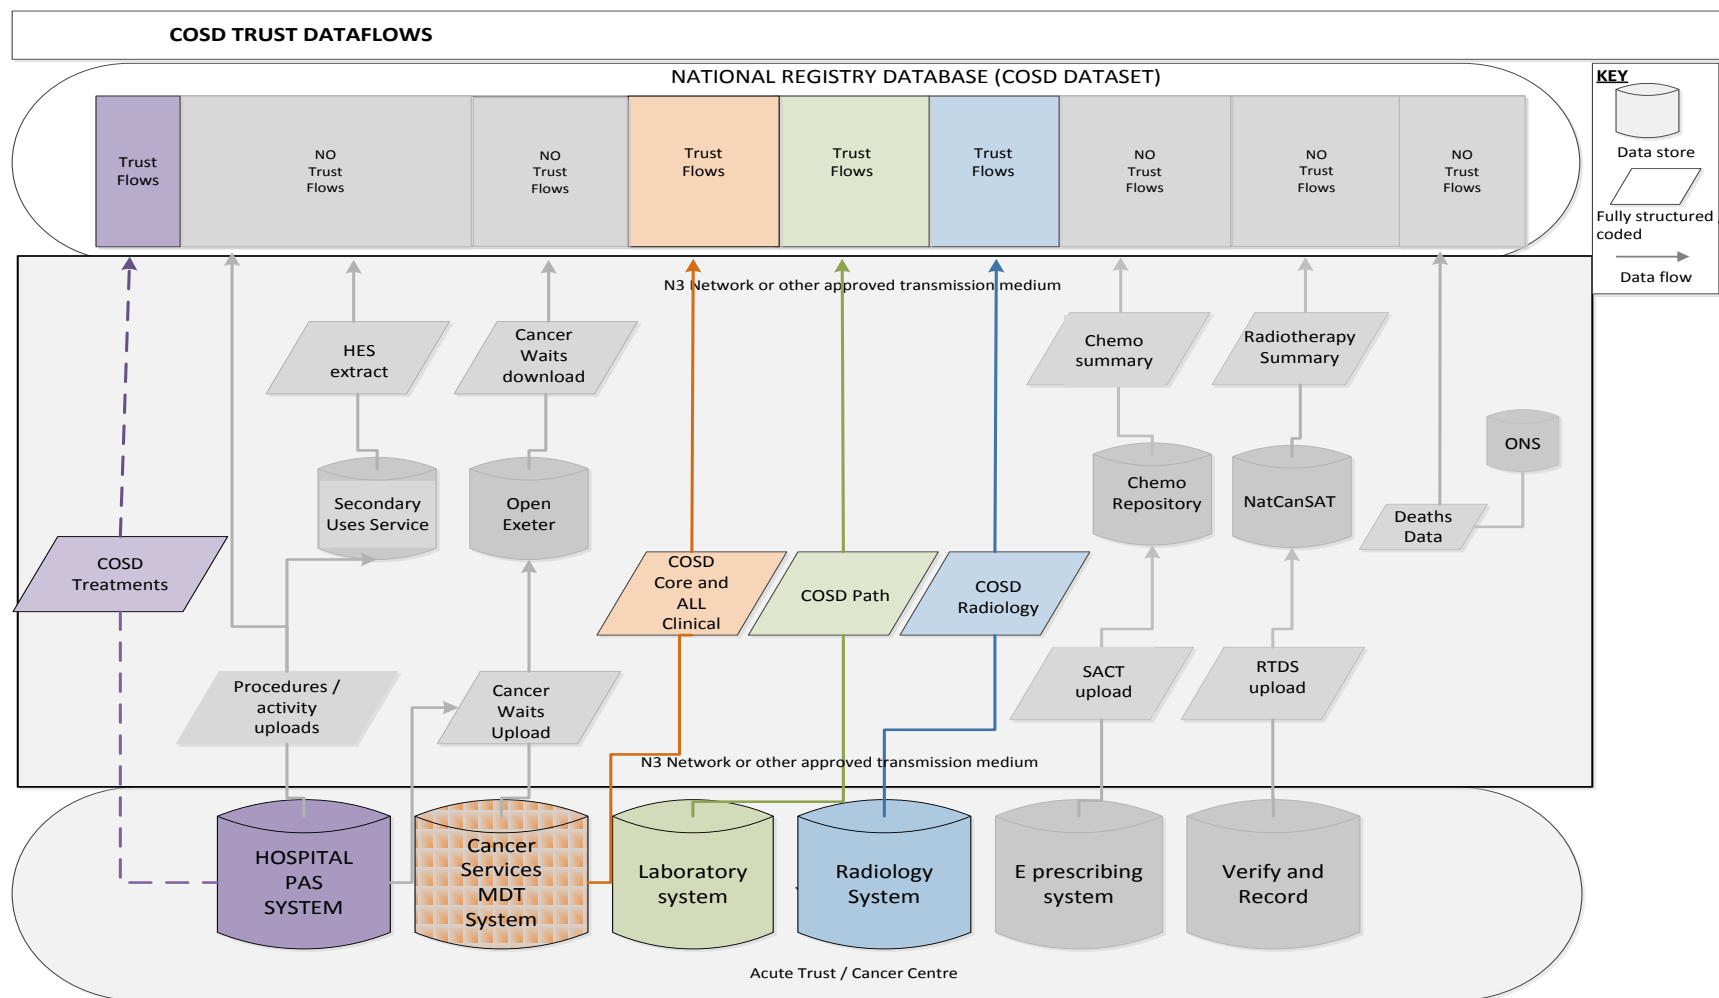 COSD TRUST DATAFLOWS
NATIONAL REGISTRY DATABASE (COSD DATASET)
KEY
Data store
Fully structured /
coded
Data flow
Trust
Flows
NO
Trust
Flows
NO
Trust
Flows
Trust
Flows
Trust
Flows
Trust
Flows
NO
Trust
Flows
NO
Trust
Flows
NO
Trust
Flows
N3 Network or other approved transmission medium
HES
extract
Cancer
Waits
download
Chemo
summary
Radiotherapy
Summary
Secondary
Uses Service
Open
Exeter
Chemo
Repository
NatCanSAT
ONS
Deaths
Data
COSD
Treatments
COSD
Core and
ALL
Clinical
COSD Path
COSD
Radiology
Procedures /
activity
uploads
Cancer
Waits
Upload
SACT
upload
RTDS
upload
N3 Network or other approved transmission medium
HOSPITAL
PAS
SYSTEM
Cancer
Services
MDT
System
Laboratory
system
Radiology
System
E prescribing
system
Verify and
Record
Acute Trust / Cancer Centre